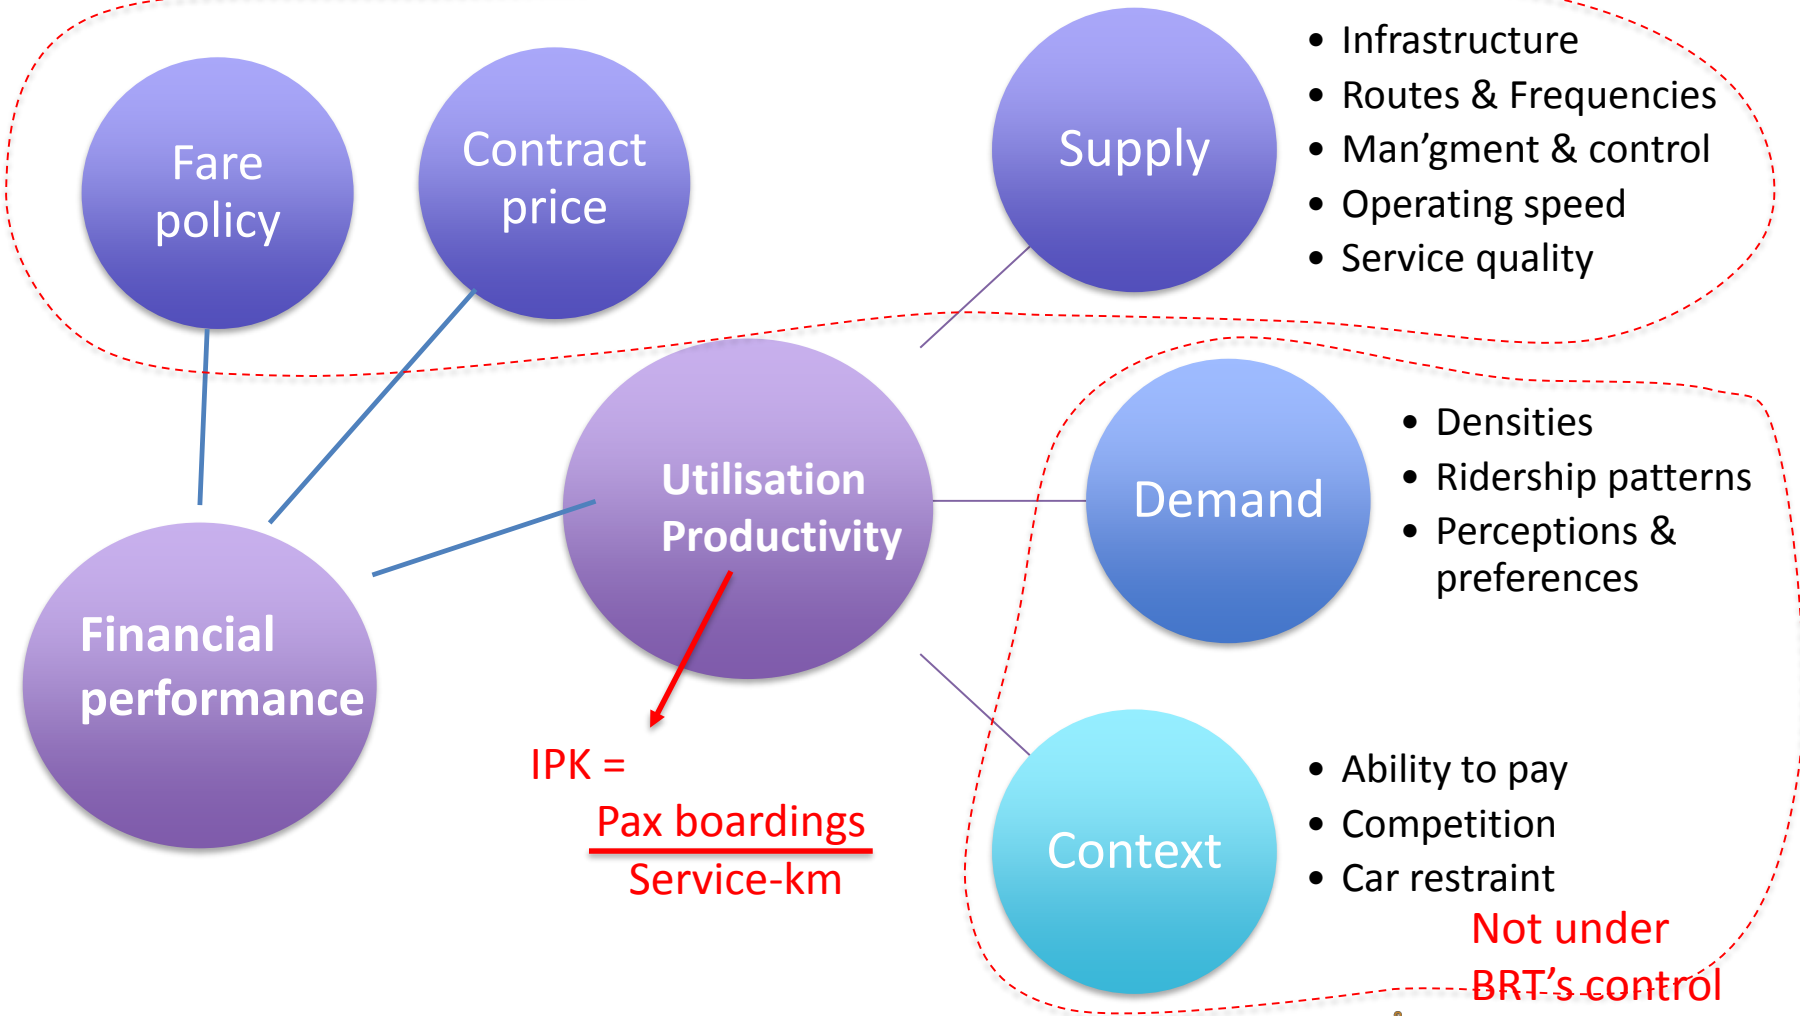 Fare
policy
Contract
price
Supply
• Infrastructure
• Routes & Frequencies
• Man’gment & control
• Operating speed
• Service quality
Utilisation
Productivity
Demand
• Densities
• Ridership patterns
• Perceptions &
preferences
Financial
performance
IPK =
Pax boardings
Service-km
Context
• Ability to pay
• Competition
• Car restraint
Not under
BRT’s control